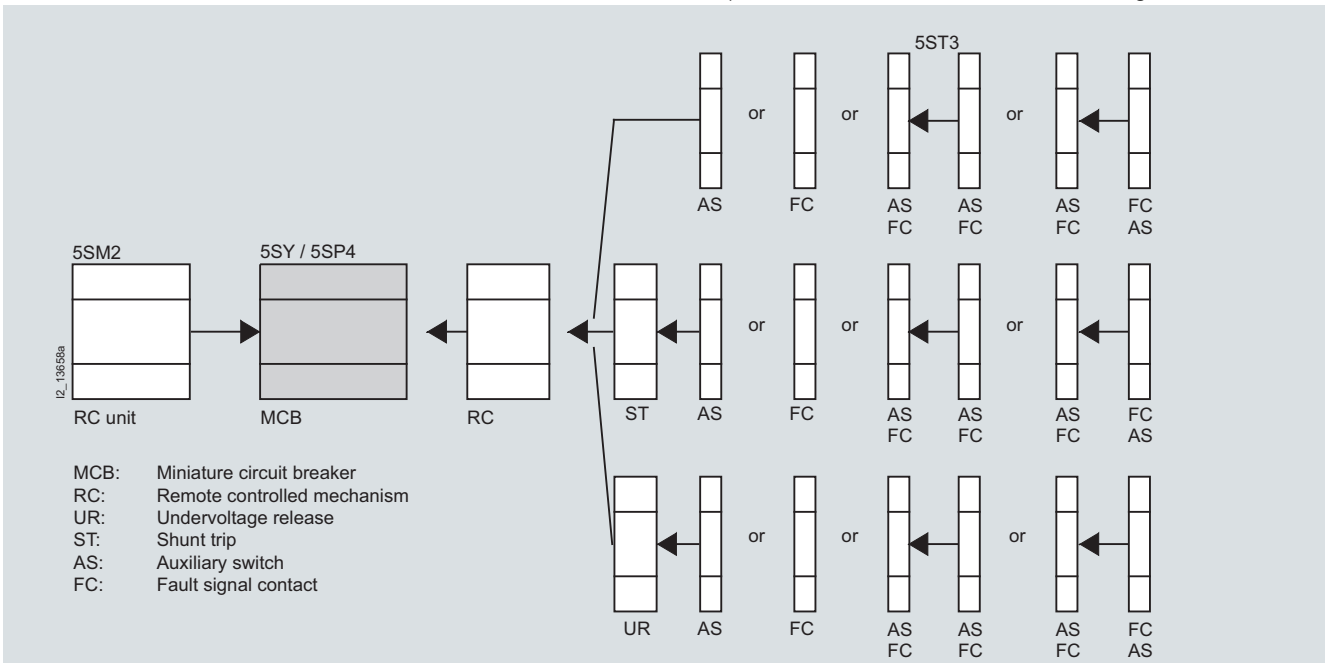 5ST3
or or or
AS FC AS AS AS FC
FC FC FC AS
5SM2 5SY / 5SP4
or or or
I2_13658a
RC unit MCB RC ST AS FC AS AS AS FC
FC FC FC AS
MCB: Miniature circuit breaker
RC: Remote controlled mechanism
UR: Undervoltage release
ST: Shunt trip
AS: Auxiliary switch
FC: Fault signal contact
or or or
UR AS FC AS AS AS FC
FC FC FC AS